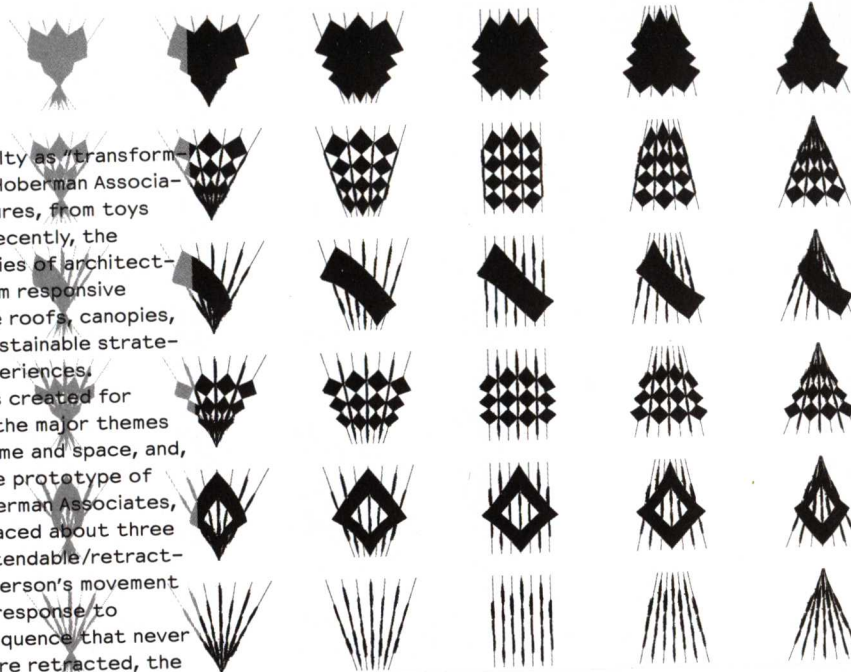 lty as "transform-
Hoberman Associa-
res, from toys
ecently, the
ies of architect-
m responsive
e roofs, canopies,
stainable strate-
eriences.
s created for
the major themes
me and space, and,
e prototype of
erman Associates,
aced about three
tendable/retract-
erson's movement
response to
quence that never
re retracted, the